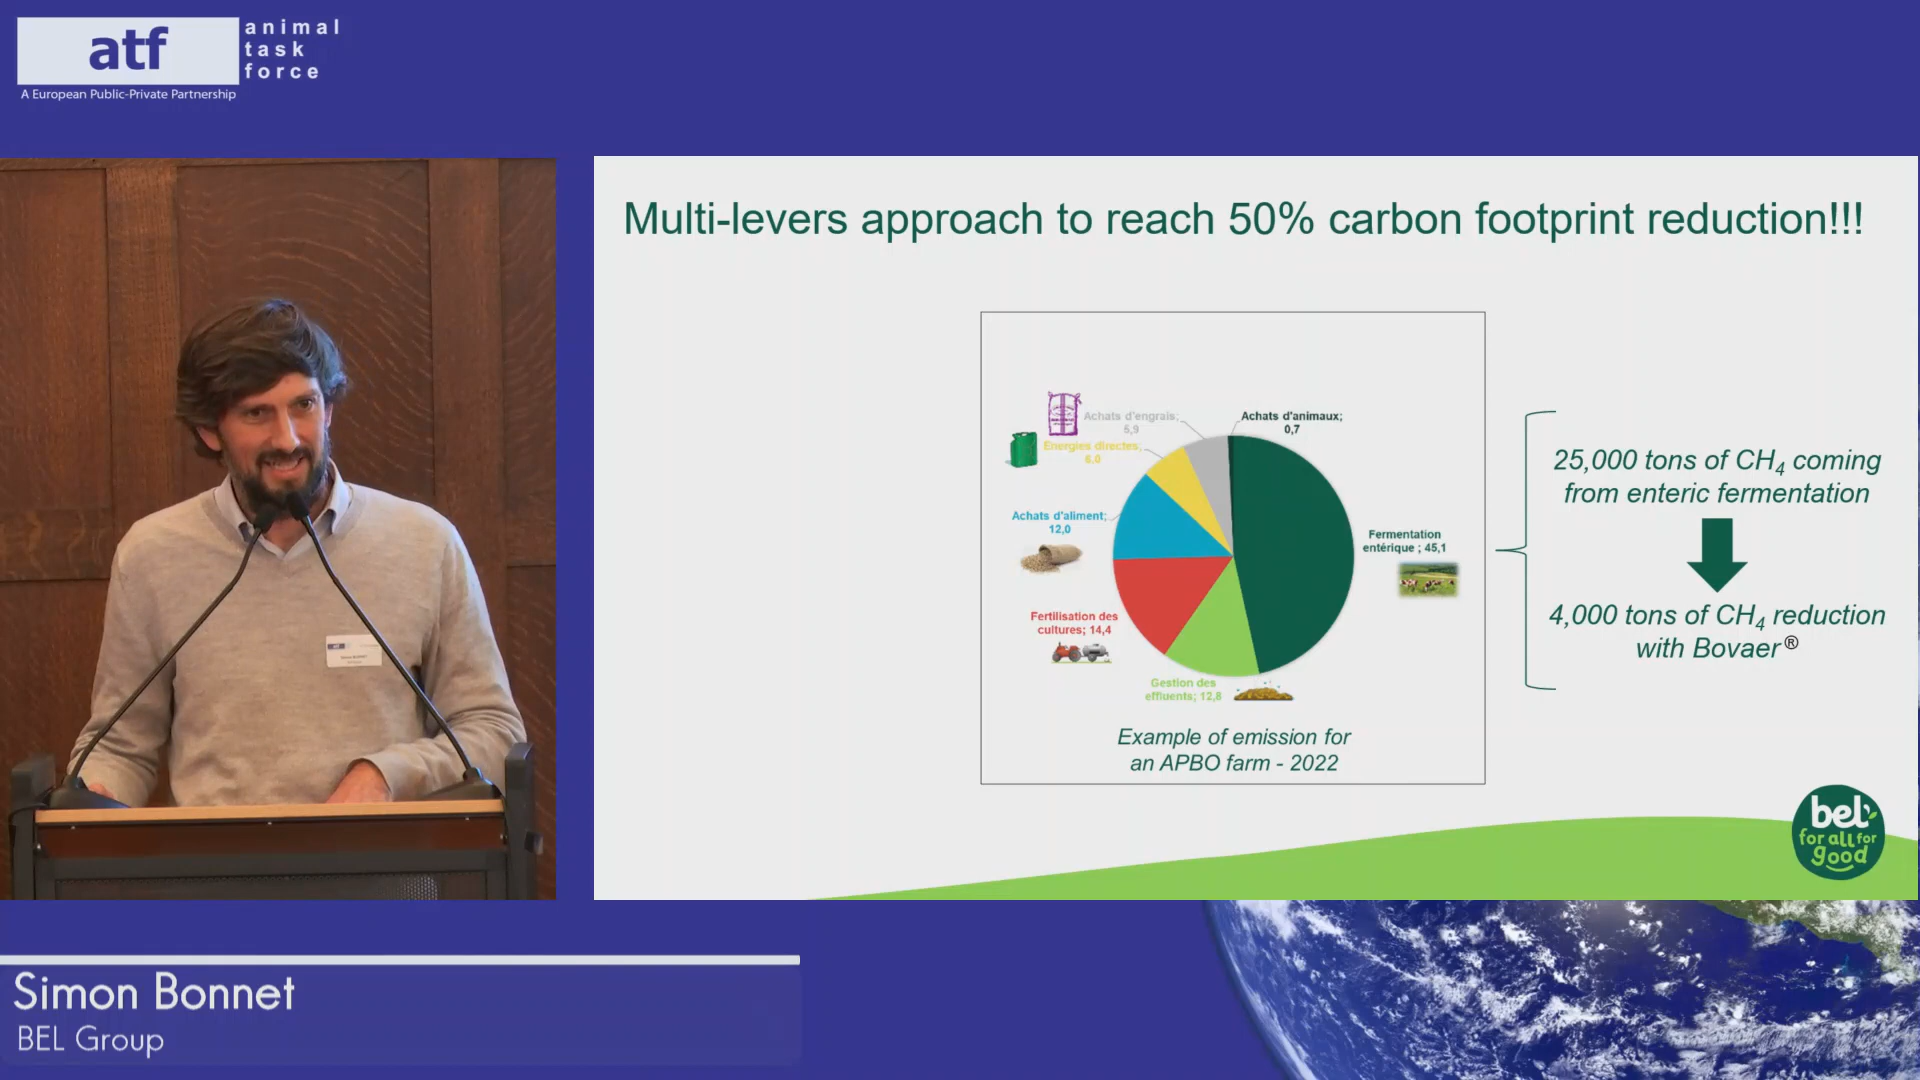 atf
animal
task
force
A European Public-Private Partnership
Multi-levers approach to reach 50% carbon footprint reduction!!!
Achats d'engrais;
5,9
Energies directes;
6,0
Achats d'animaux;
0,7
Achats d'aliment;
12,0
Fermentation
entérique ; 45,1
Fertilisation des
cultures; 14,4
Gestion des
effluents; 12,8
Example of emission for
an APBO farm - 2022
25,000 tons of CH4 coming
from enteric fermentation
4,000 tons of CH4 reduction
with Bovaer®
bel
for all for
good
Simon Bonnet
BEL Group